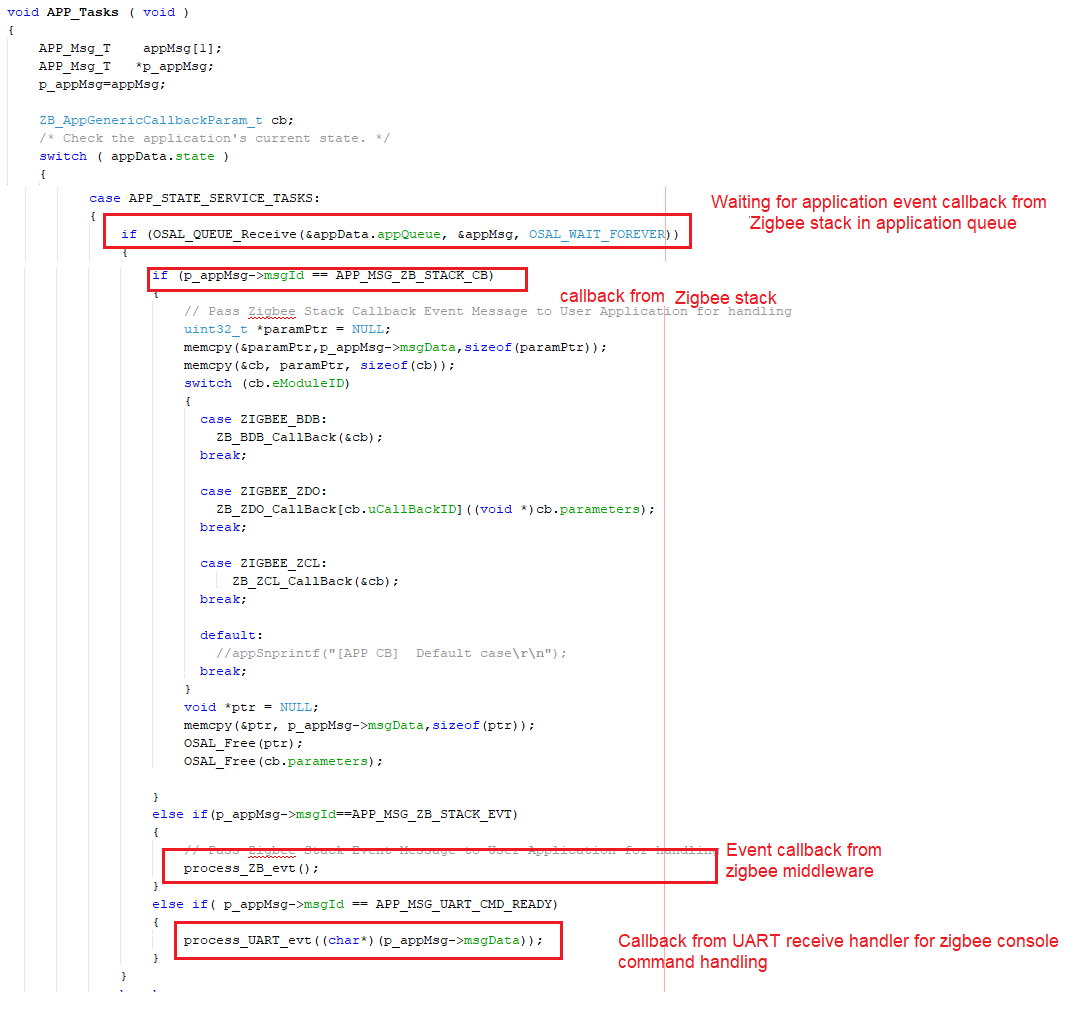 void APP_Tasks ( void )
{
APP_Msg_T    appMsg[1];
APP_Msg_T   *p_appMsg;
p_appMsg=appMsg;
ZB_AppGenericCallbackParam_t cb;
/* Check the application's current state. */
switch ( appData.state )
{
case APP_STATE_SERVICE_TASKS:
Waiting for application event callback from
{
Zigbee stack in application queue
if (OSAL_QUEUE_Receive(&appData.appQueue, &appMsg, OSAL_WAIT_FOREVER))
{
if (p_appMsg->msgId == APP_MSG_ZB_STACK_CB)
{
callback from Zigbee stack
// Pass Zigbee Stack Callback Event Message to User Application for handling
uint32_t *paramPtr = NULL;
memcpy(&paramPtr,p_appMsg->msgData,sizeof(paramPtr));
memcpy(&cb, paramPtr, sizeof(cb));
switch (cb.eModuleID)
{
case ZIGBEE_BDB:
ZB_BDB_CallBack(&cb);
break;
case ZIGBEE_ZDO:
ZB_ZDO_CallBack[cb.uCallBackID]((void *)cb.parameters);
break;
case ZIGBEE_ZCL:
ZB_ZCL_CallBack(&cb);
break;
default:
//appSnprintf("[APP CB]  Default case\r\n");
break;
}
void *ptr = NULL;
memcpy(&ptr, p_appMsg->msgData,sizeof(ptr));
OSAL_Free(ptr);
OSAL_Free(cb.parameters);
}
else if(p_appMsg->msgId==APP_MSG_ZB_STACK_EVT)
{
// Pass Zigbee Stack Event Message to User Application for handling
Event callback from
process_ZB_evt();
zigbee middleware
}
else if( p_appMsg->msgId == APP_MSG_UART_CMD_READY)
{
process_UART_evt((char*)(p_appMsg->msgData));
Callback from UART receive handler for zigbee console
command handling
}
}